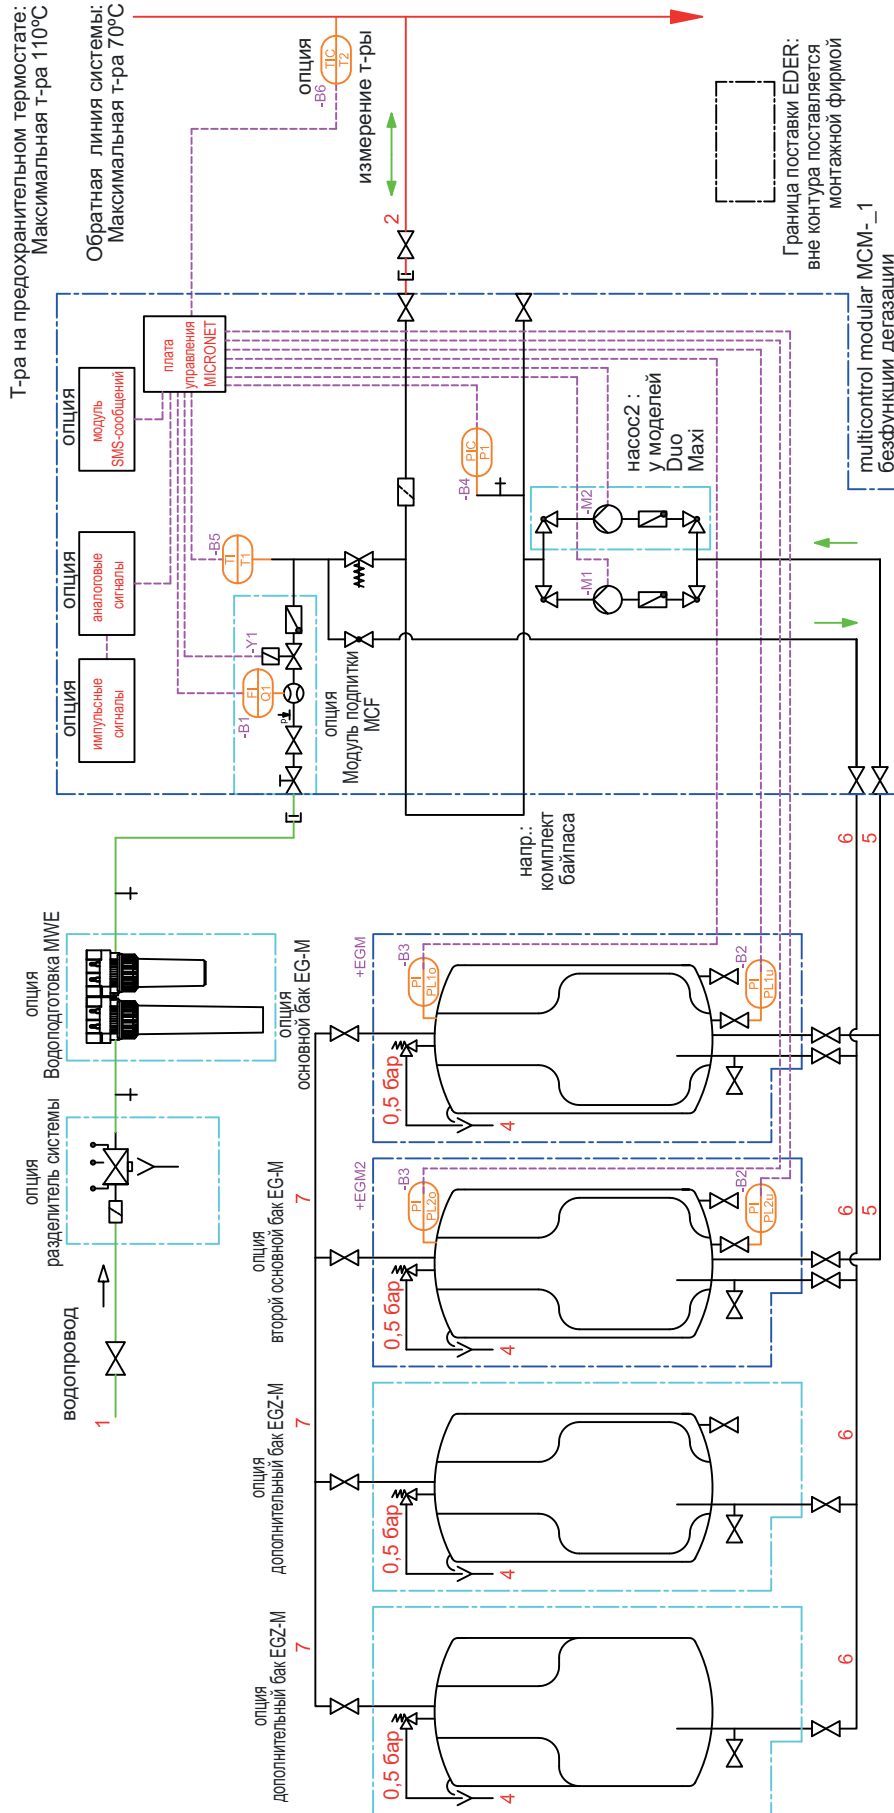 Т-ра на предохранительном термостате:
Максимальная т-ра 110ºC
Обратная линия системы:
Максимальная т-ра 70ºC
опция
TIC
T2
-B6
измерение т-ры
2
Граница поставки EDER:
вне контура поставляется
монтажной фирмой
multicontrol modular MCM-_1
безфункции дегазации
опция
модуль
SMS-сообщений
опция
аналоговые
сигналы
опция
импульсные
сигналы
плата
управления
MICRONET
-B5
TI
T1
-Y1
-B1
FI
Q1
опция
Модуль подпитки
MCF
PIC
P1
-B4
насос2 :
у моделей
Duo
Maxi
-M2
-M1
напр.:
комплект
байпаса
6
5
опция
Водоподготовка MWE
опция
разделитель системы
водопровод
1
опция
основной бак EG-M
+EGM
-B3
PI
PL1o
0,5 бар
4
-B2
PI
PL1u
7
опция
второй основной бак EG-M
+EGM2
-B3
PI
PL2o
0,5 бар
4
-B2
PI
PL2u
6
5
7
опция
дополнительный бак EGZ-M
0,5 бар
4
6
7
опция
дополнительный бак EGZ-M
0,5 бар
4
6